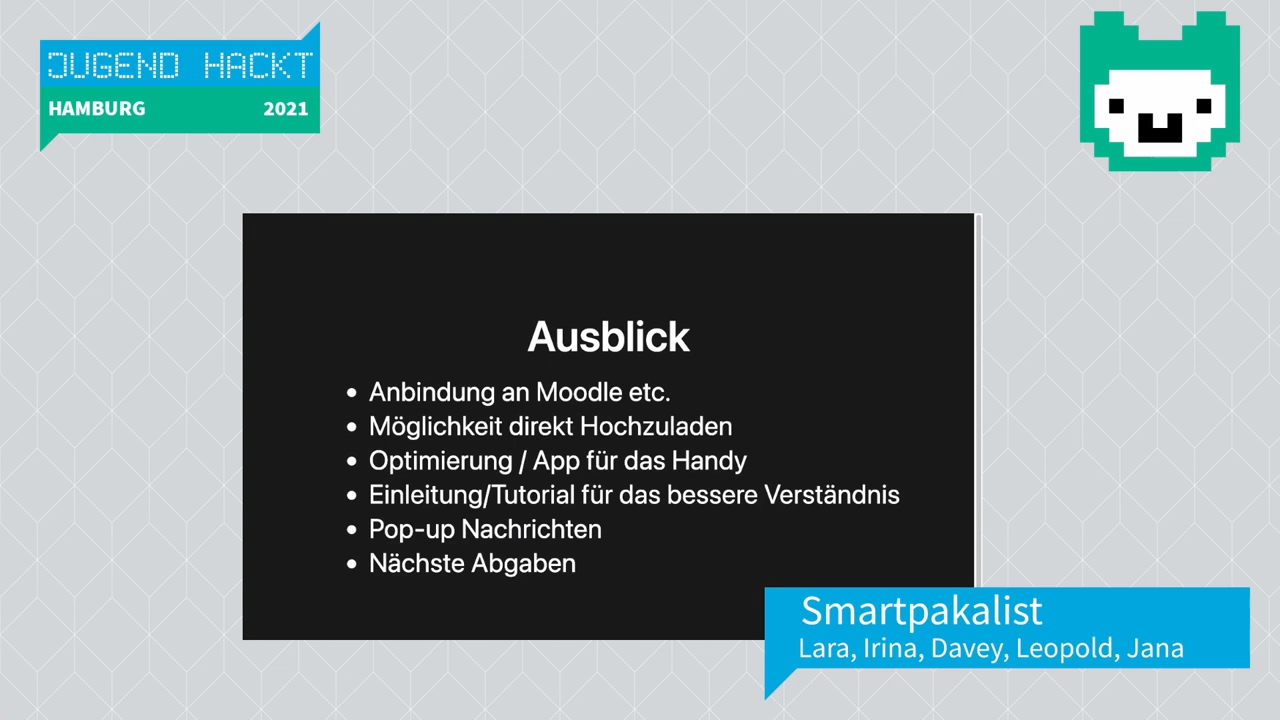 JUGEND HACKT
HAMBURG 2021
Ausblick
• Anbindung an Moodle etc.
• Möglichkeit direkt Hochzuladen
• Optimierung / App für das Handy
• Einleitung/Tutorial für das bessere Verständnis
• Pop-up Nachrichten
• Nächste Abgaben
Smartpakalist
Lara, Irina, Davey, Leopold, Jana